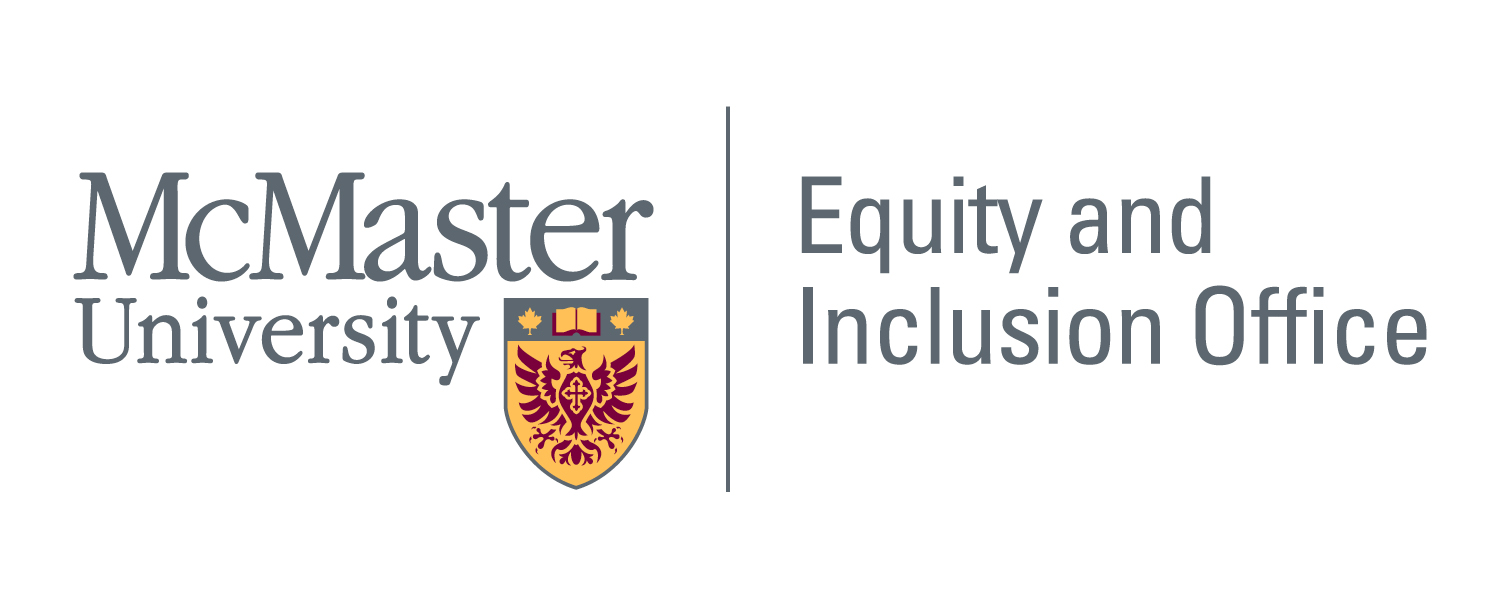 McMaster
University
Equity and
Inclusion Office